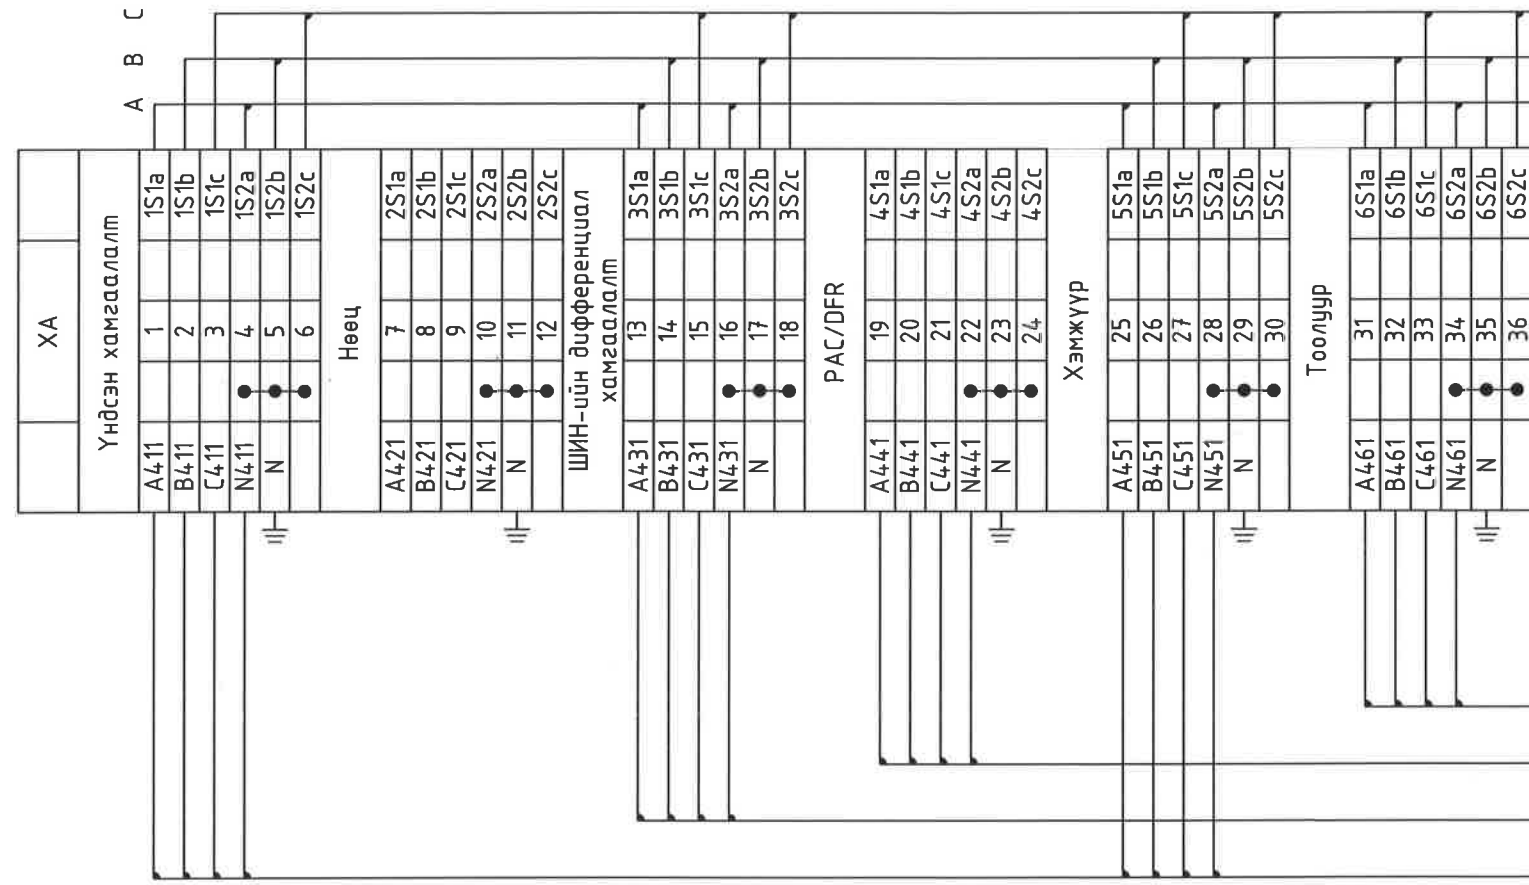 C
B
A
ХА
Үндсэн хамгаалалт
1S1a 1 A411
1S1b 2 B411
1S1c 3 C411
1S2a 4 N411
1S2b 5 N
1S2c 6
Нөөц
2S1a 7 A421
2S1b 8 B421
2S1c 9 C421
2S2a 10 N421
2S2b 11 N
2S2c 12
ШИН-ийн дифференциал
хамгаалалт
3S1a 13 A431
3S1b 14 B431
3S1c 15 C431
3S2a 16 N431
3S2b 17 N
3S2c 18
РАС/DFR
4S1a 19 A441
4S1b 20 B441
4S1c 21 C441
4S2a 22 N441
4S2b 23 N
4S2c 24
Хэмжүүр
5S1a 25 A451
5S1b 26 B451
5S1c 27 C451
5S2a 28 N451
5S2b 29 N
5S2c 30
Тоолуур
6S1a 31 A461
6S1b 32 B461
6S1c 33 C461
6S2a 34 N461
6S2b 35 N
6S2c 36